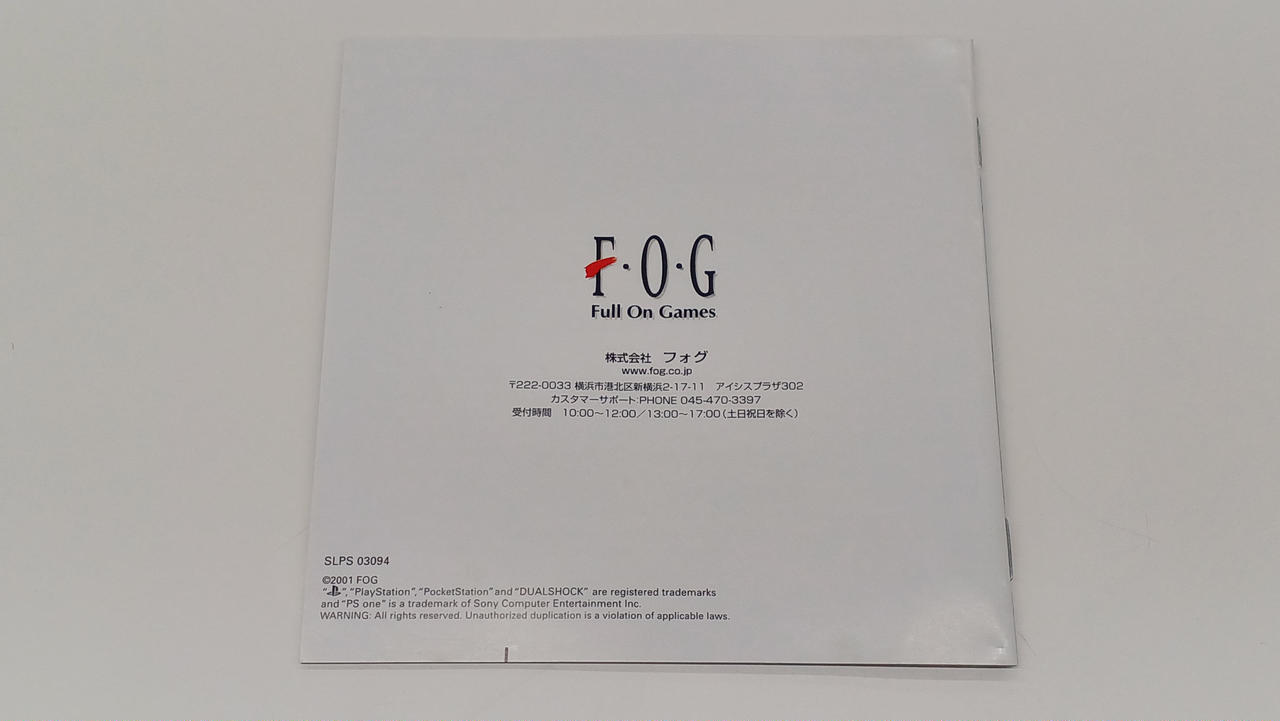 F・O・G
Full On Games
株式会社　フォグ
www.fog.co.jp
〒222-0033 横浜市港北区新横浜2-17-11　アイシスプラザ302
カスタマーサポート:PHONE 045-470-3397
受付時間　10:00〜12:00／13:00〜17:00(土日祝日を除く)
SLPS 03094
©2001 FOG
" ", "PlayStation", "PocketStation" and "DUALSHOCK" are registered trademarks
and "PS one" is a trademark of Sony Computer Entertainment Inc.
WARNING: All rights reserved. Unauthorized duplication is a violation of applicable laws.